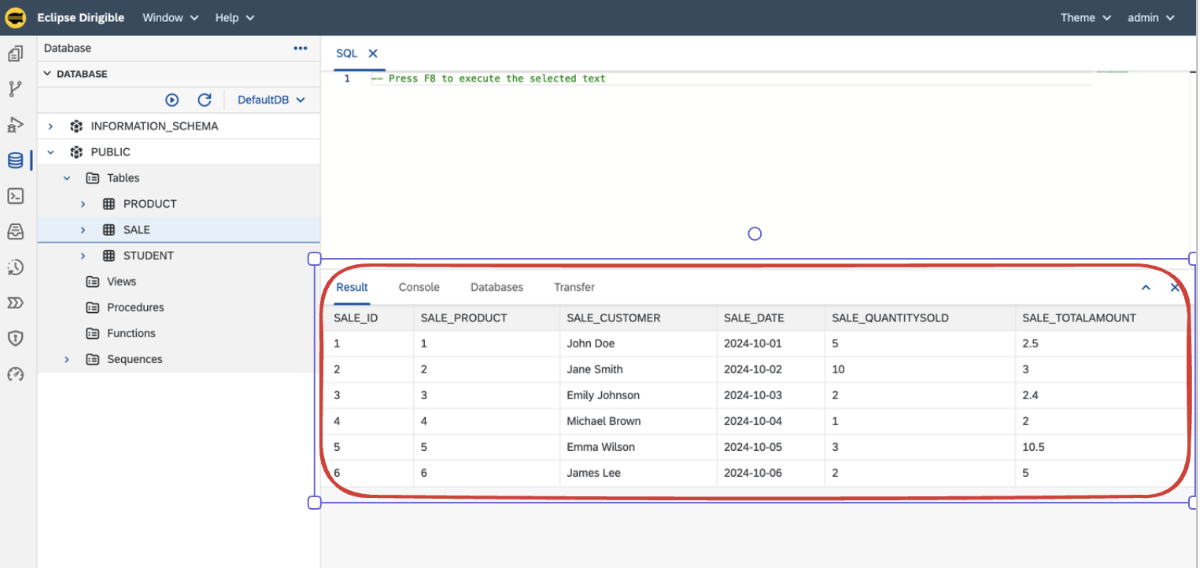 Eclipse Dirigible Window Help Theme admin
Database
DATABASE
DefaultDB
INFORMATION_SCHEMA
PUBLIC
Tables
PRODUCT
SALE
STUDENT
Views
Procedures
Functions
Sequences
SQL
1 -- Press F8 to execute the selected text
Result Console Databases Transfer
SALE_ID SALE_PRODUCT SALE_CUSTOMER SALE_DATE SALE_QUANTITYSOLD SALE_TOTALAMOUNT
1 1 John Doe 2024-10-01 5 2.5
2 2 Jane Smith 2024-10-02 10 3
3 3 Emily Johnson 2024-10-03 2 2.4
4 4 Michael Brown 2024-10-04 1 2
5 5 Emma Wilson 2024-10-05 3 10.5
6 6 James Lee 2024-10-06 2 5